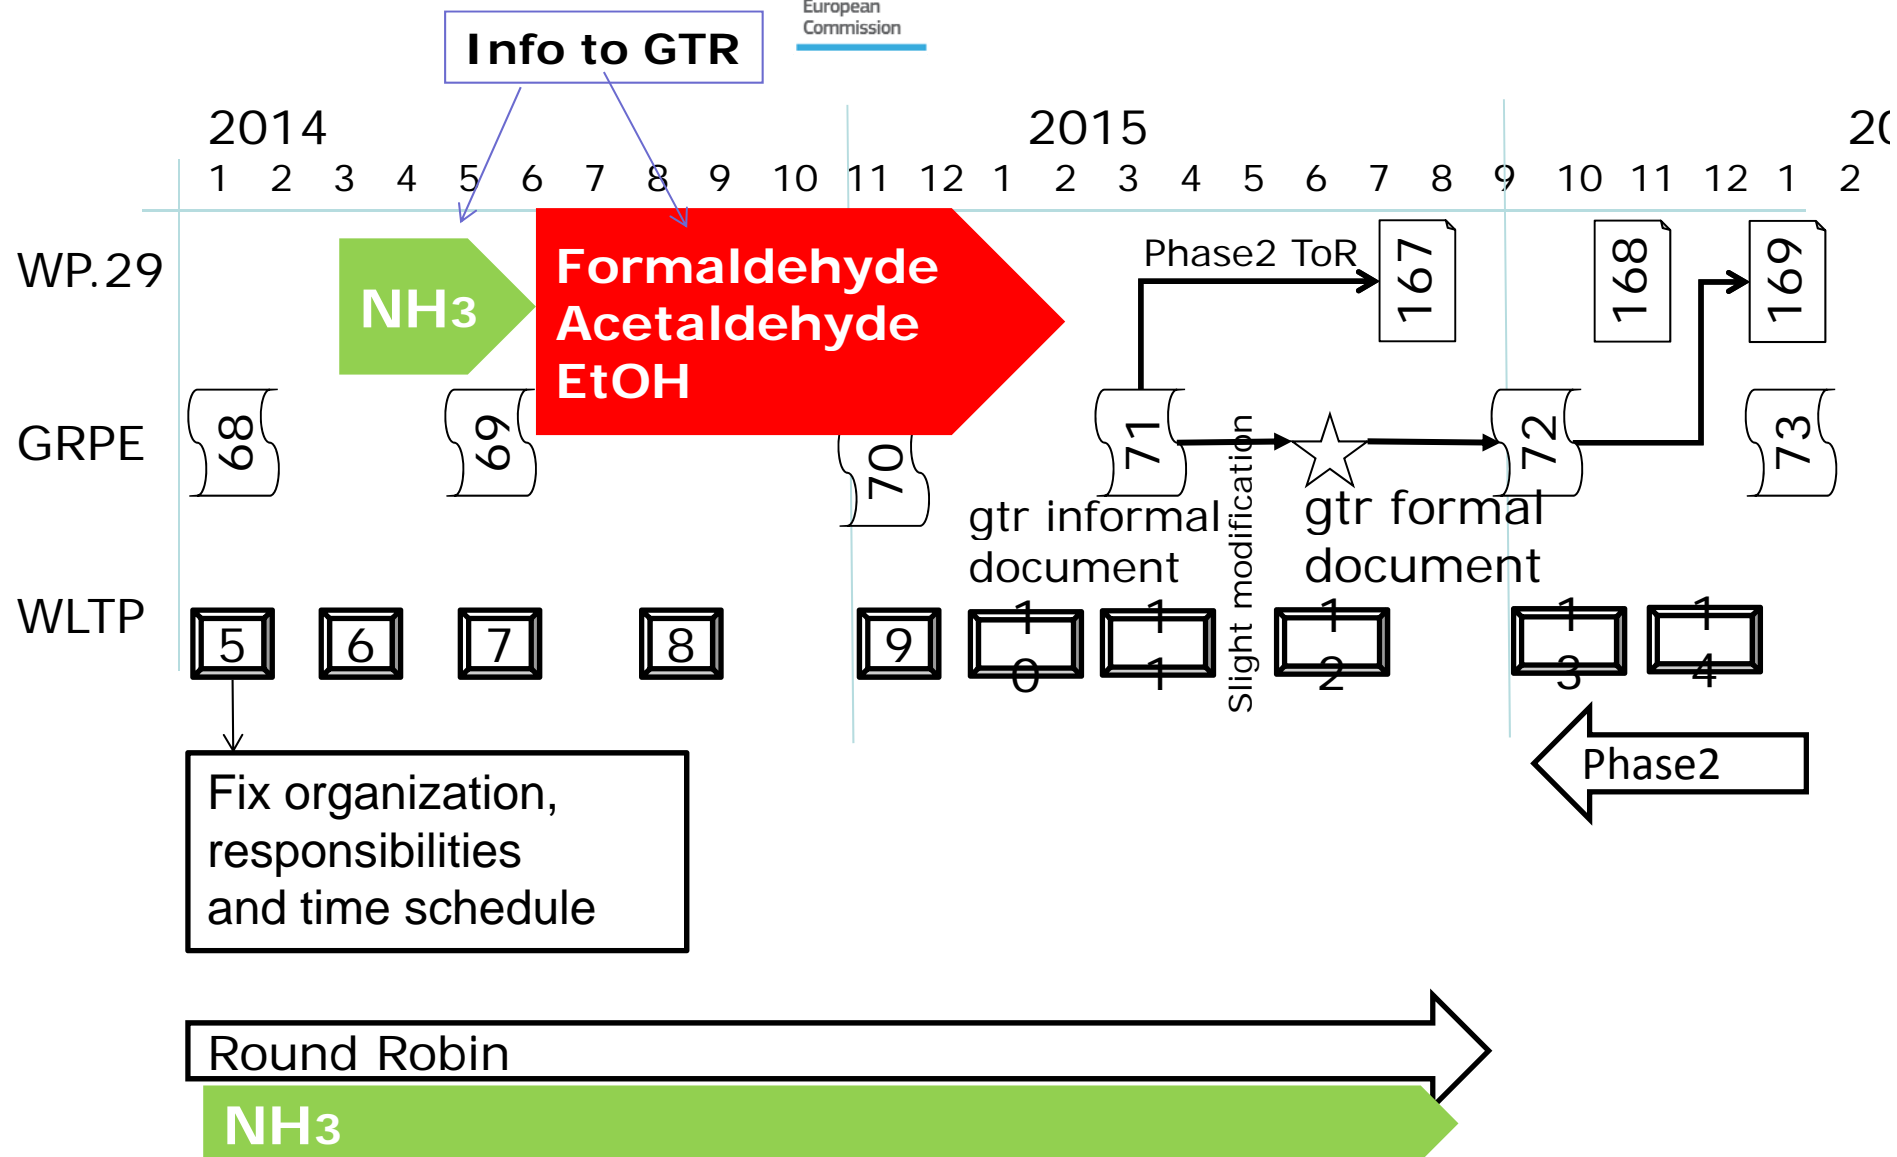 European
Commission
Info to GTR
2014 2015 20
1 2 3 4 5 6 7 8 9 10 11 12 1 2 3 4 5 6 7 8 9 10 11 12 1 2
WP.29
NH3
Formaldehyde
Acetaldehyde
EtOH
Phase2 ToR
167
168
169
GRPE
68
69
70
71
72
73
gtr informal
document
Slight modification
gtr formal
document
WLTP
5 6 7 8 9 10 11 12 13 14
Phase2
Fix organization,
responsibilities
and time schedule
Round Robin
NH3